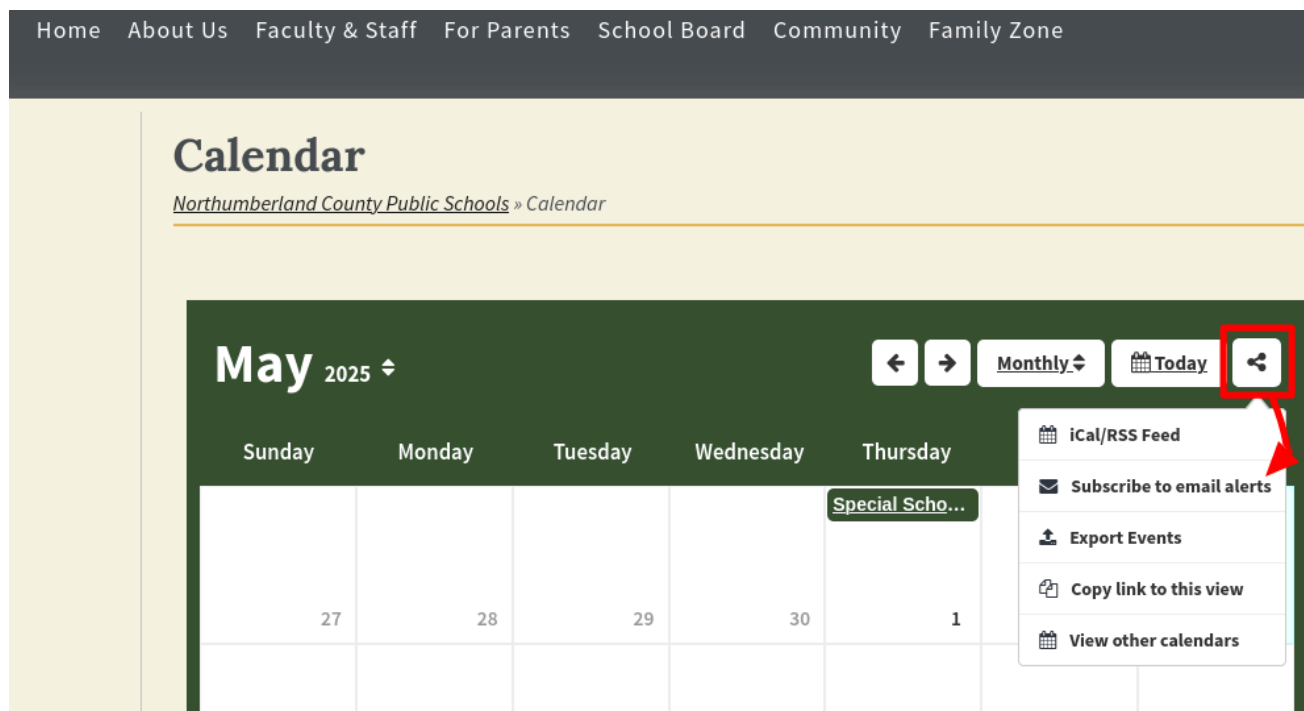 Home About Us Faculty & Staff For Parents School Board Community Family Zone
Calendar
Northumberland County Public Schools » Calendar
May 2025
Monthly Today
iCal/RSS Feed
Subscribe to email alerts
Export Events
Copy link to this view
View other calendars
Sunday Monday Tuesday Wednesday Thursday
Special Scho...
27 28 29 30 1